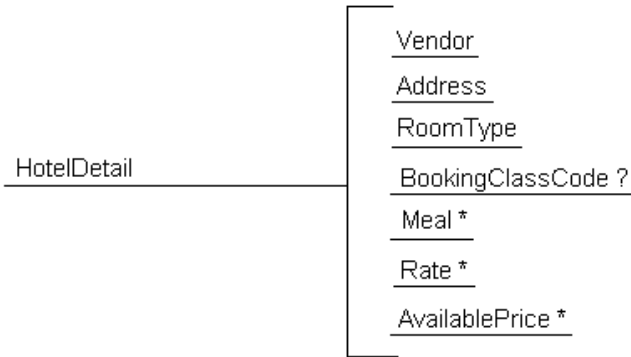 Vendor
Address
RoomType
HotelDetail
BookingClassCode ?
Meal *
Rate *
AvailablePrice *